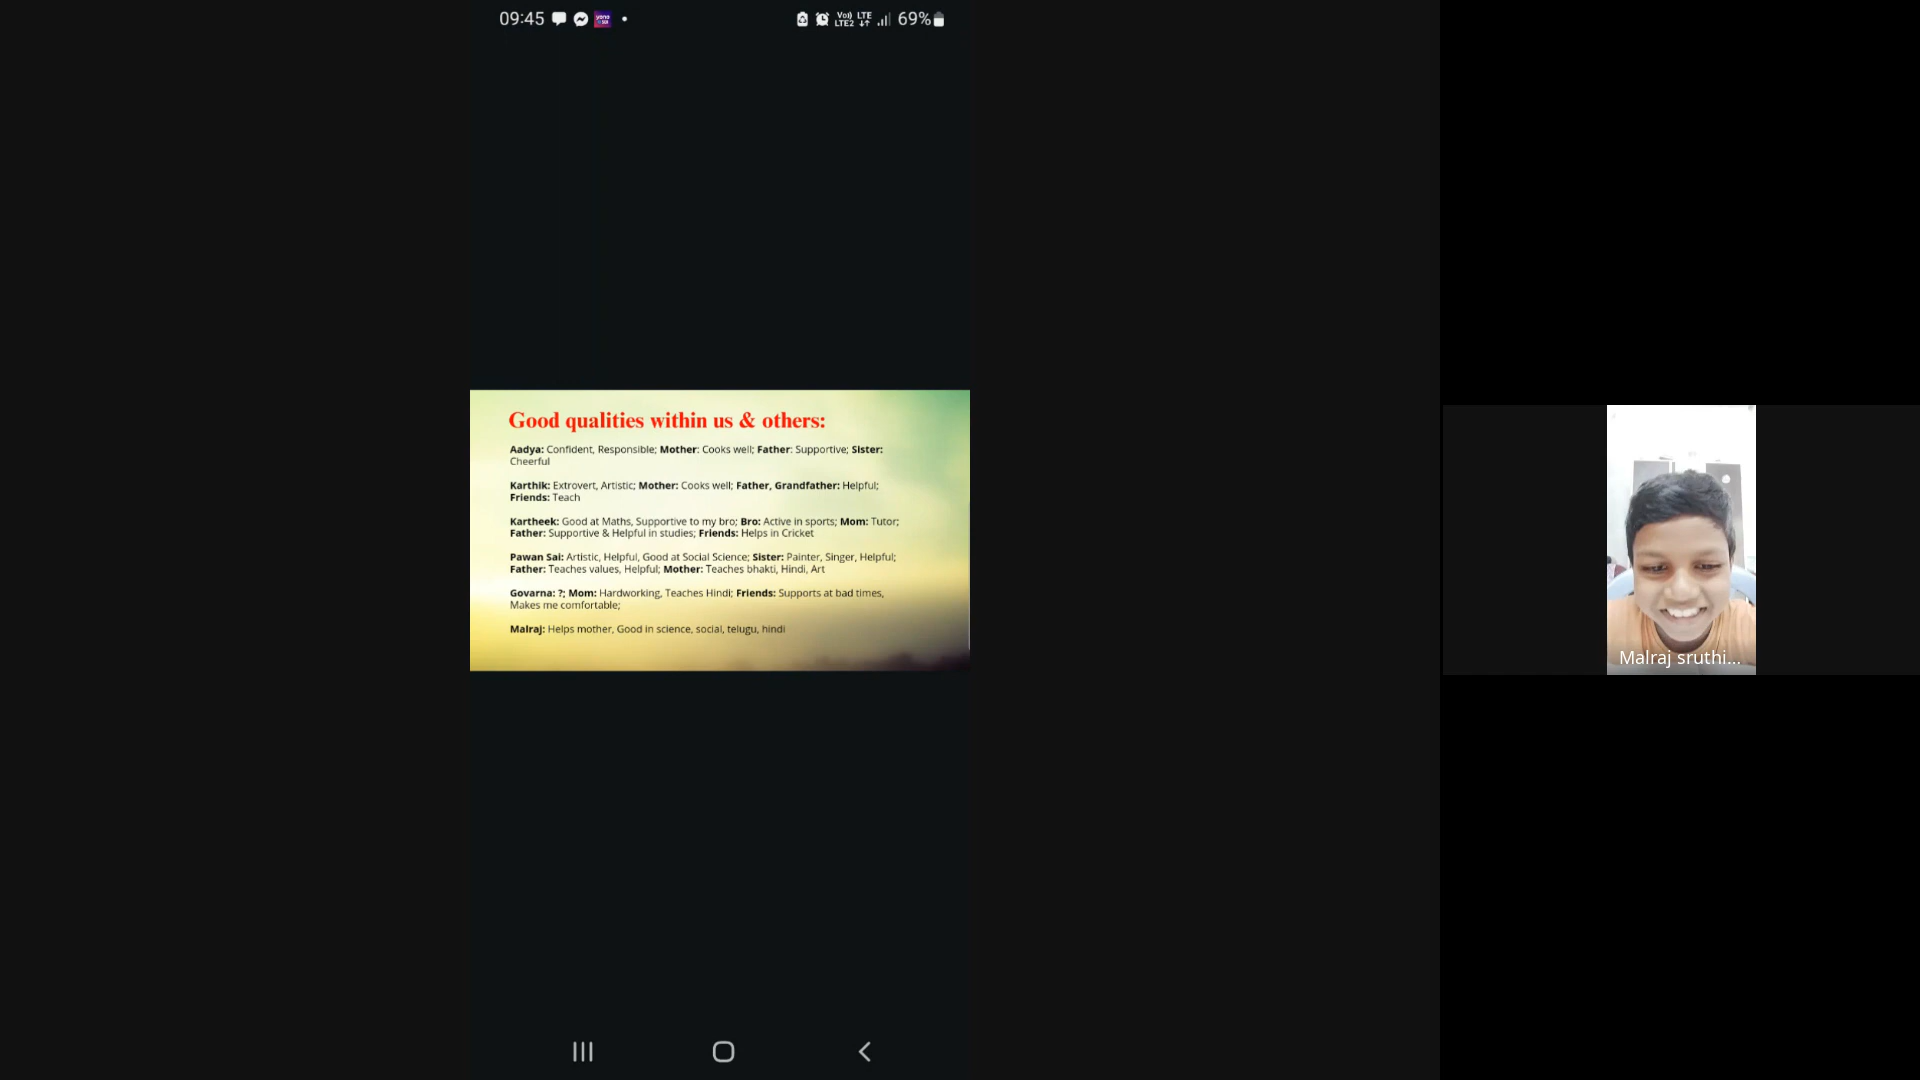 09:45
Vo)) LTE
LTE2
69%
Good qualities within us & others:
Aadya: Confident, Responsible; Mother: Cooks well; Father: Supportive; Sister:
Cheerful
Karthik: Extrovert, Artistic; Mother: Cooks well; Father, Grandfather: Helpful;
Friends: Teach
Kartheek: Good at Maths, Supportive to my bro; Bro: Active in sports; Mom: Tutor;
Father: Supportive & Helpful in studies; Friends: Helps in Cricket
Pawan Sai: Artistic, Helpful, Good at Social Science; Sister: Painter, Singer, Helpful;
Father: Teaches values, Helpful; Mother: Teaches bhakti, Hindi, Art
Govarna: ?; Mom: Hardworking, Teaches Hindi; Friends: Supports at bad times,
Makes me comfortable;
Malraj: Helps mother, Good in science, social, telugu, hindi
Malraj sruthi...